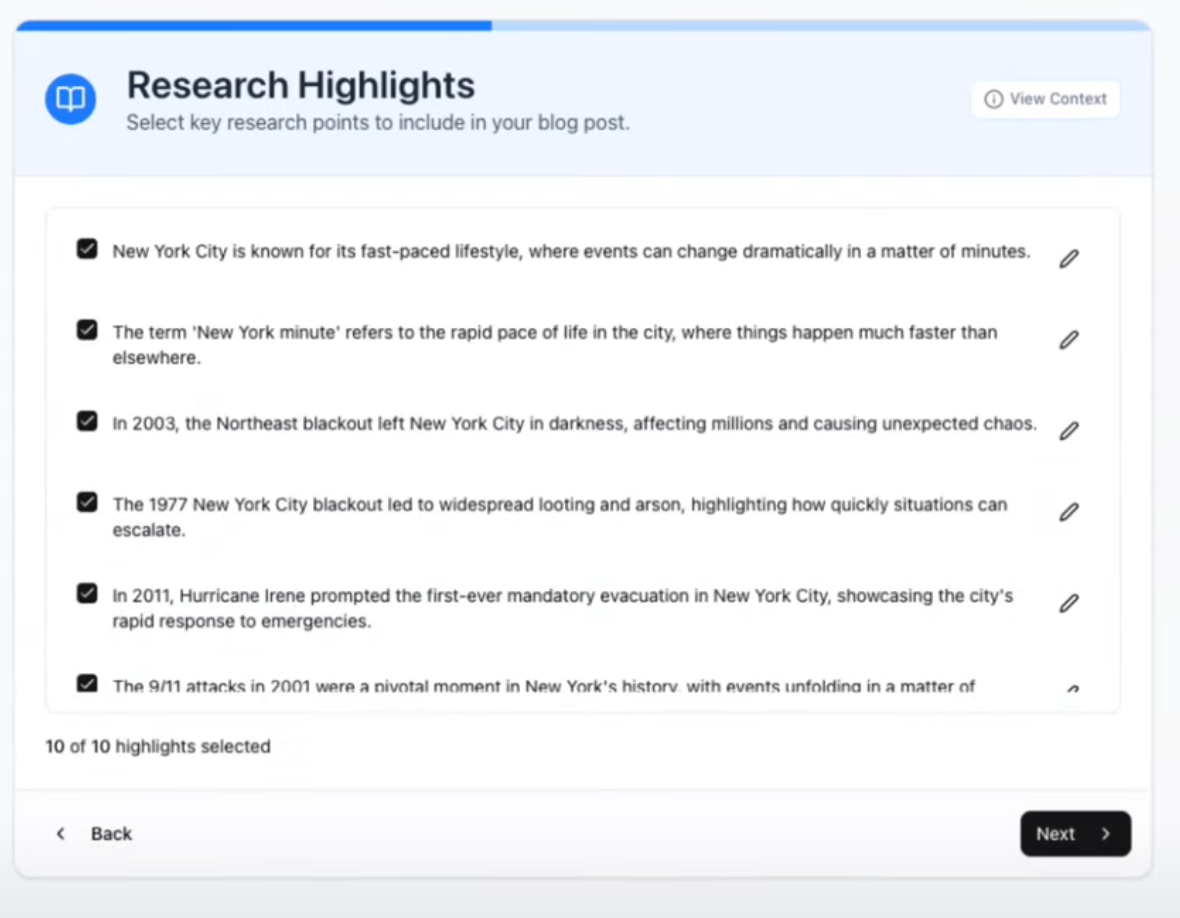 Research Highlights
Select key research points to include in your blog post.
View Context
New York City is known for its fast-paced lifestyle, where events can change dramatically in a matter of minutes.
The term 'New York minute' refers to the rapid pace of life in the city, where things happen much faster than
elsewhere.
In 2003, the Northeast blackout left New York City in darkness, affecting millions and causing unexpected chaos.
The 1977 New York City blackout led to widespread looting and arson, highlighting how quickly situations can
escalate.
In 2011, Hurricane Irene prompted the first-ever mandatory evacuation in New York City, showcasing the city's
rapid response to emergencies.
The 9/11 attacks in 2001 were a pivotal moment in New York's history, with events unfolding in a matter of
10 of 10 highlights selected
Back
Next